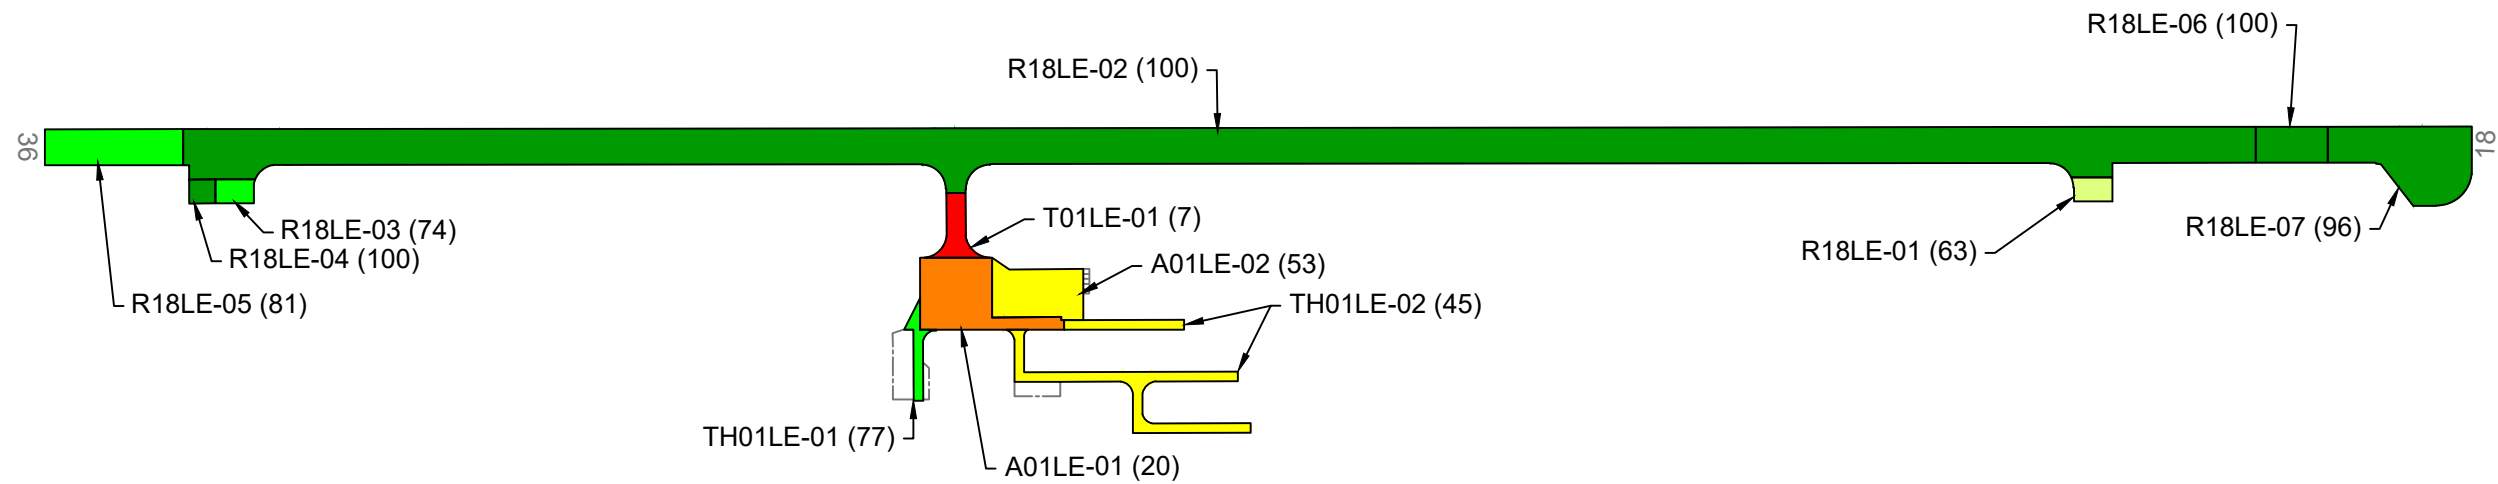 R18LE-06 (100)
R18LE-02 (100)
36
18
T01LE-01 (7)
R18LE-03 (74)
R18LE-07 (96)
R18LE-04 (100)
R18LE-01 (63)
A01LE-02 (53)
R18LE-05 (81)
TH01LE-02 (45)
TH01LE-01 (77)
A01LE-01 (20)